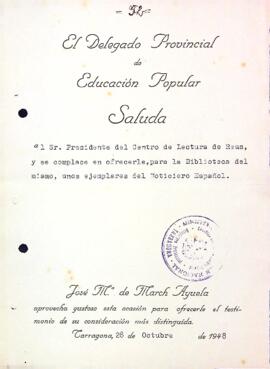 - 92 -
El Delegado Provincial
de
Educación Popular
Saluda
al Sr. Presidente del Centro de Lectura de Reus,
y se complace en ofrecerle, para la Biblioteca del
mismo, unos ejemplares del Noticiero Español.
José Mª de March Ayuela
aprovecha gustoso esta ocasión para ofrecerle el testi-
monio de su consideración más distinguida.
Tarragona, 28 de Octubre de 1948